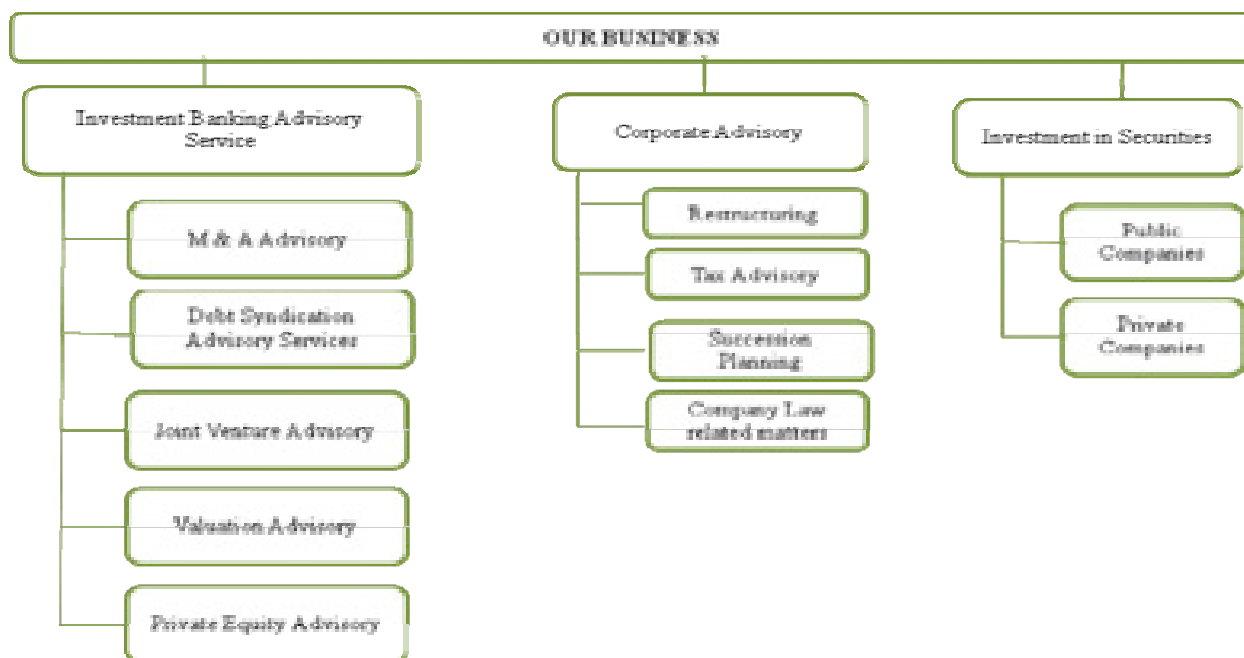 OUR BUSINESS
Investment Banking Advisory
Service
M & A Advisory
Debt Syndication
Advisory Services
Joint Venture Advisory
Valuation Advisory
Private Equity Advisory
Corporate Advisory
Restructuring
Tax Advisory
Succession
Planning
Company Law
related matters
Investment in Securities
Public
Companies
Private
Companies